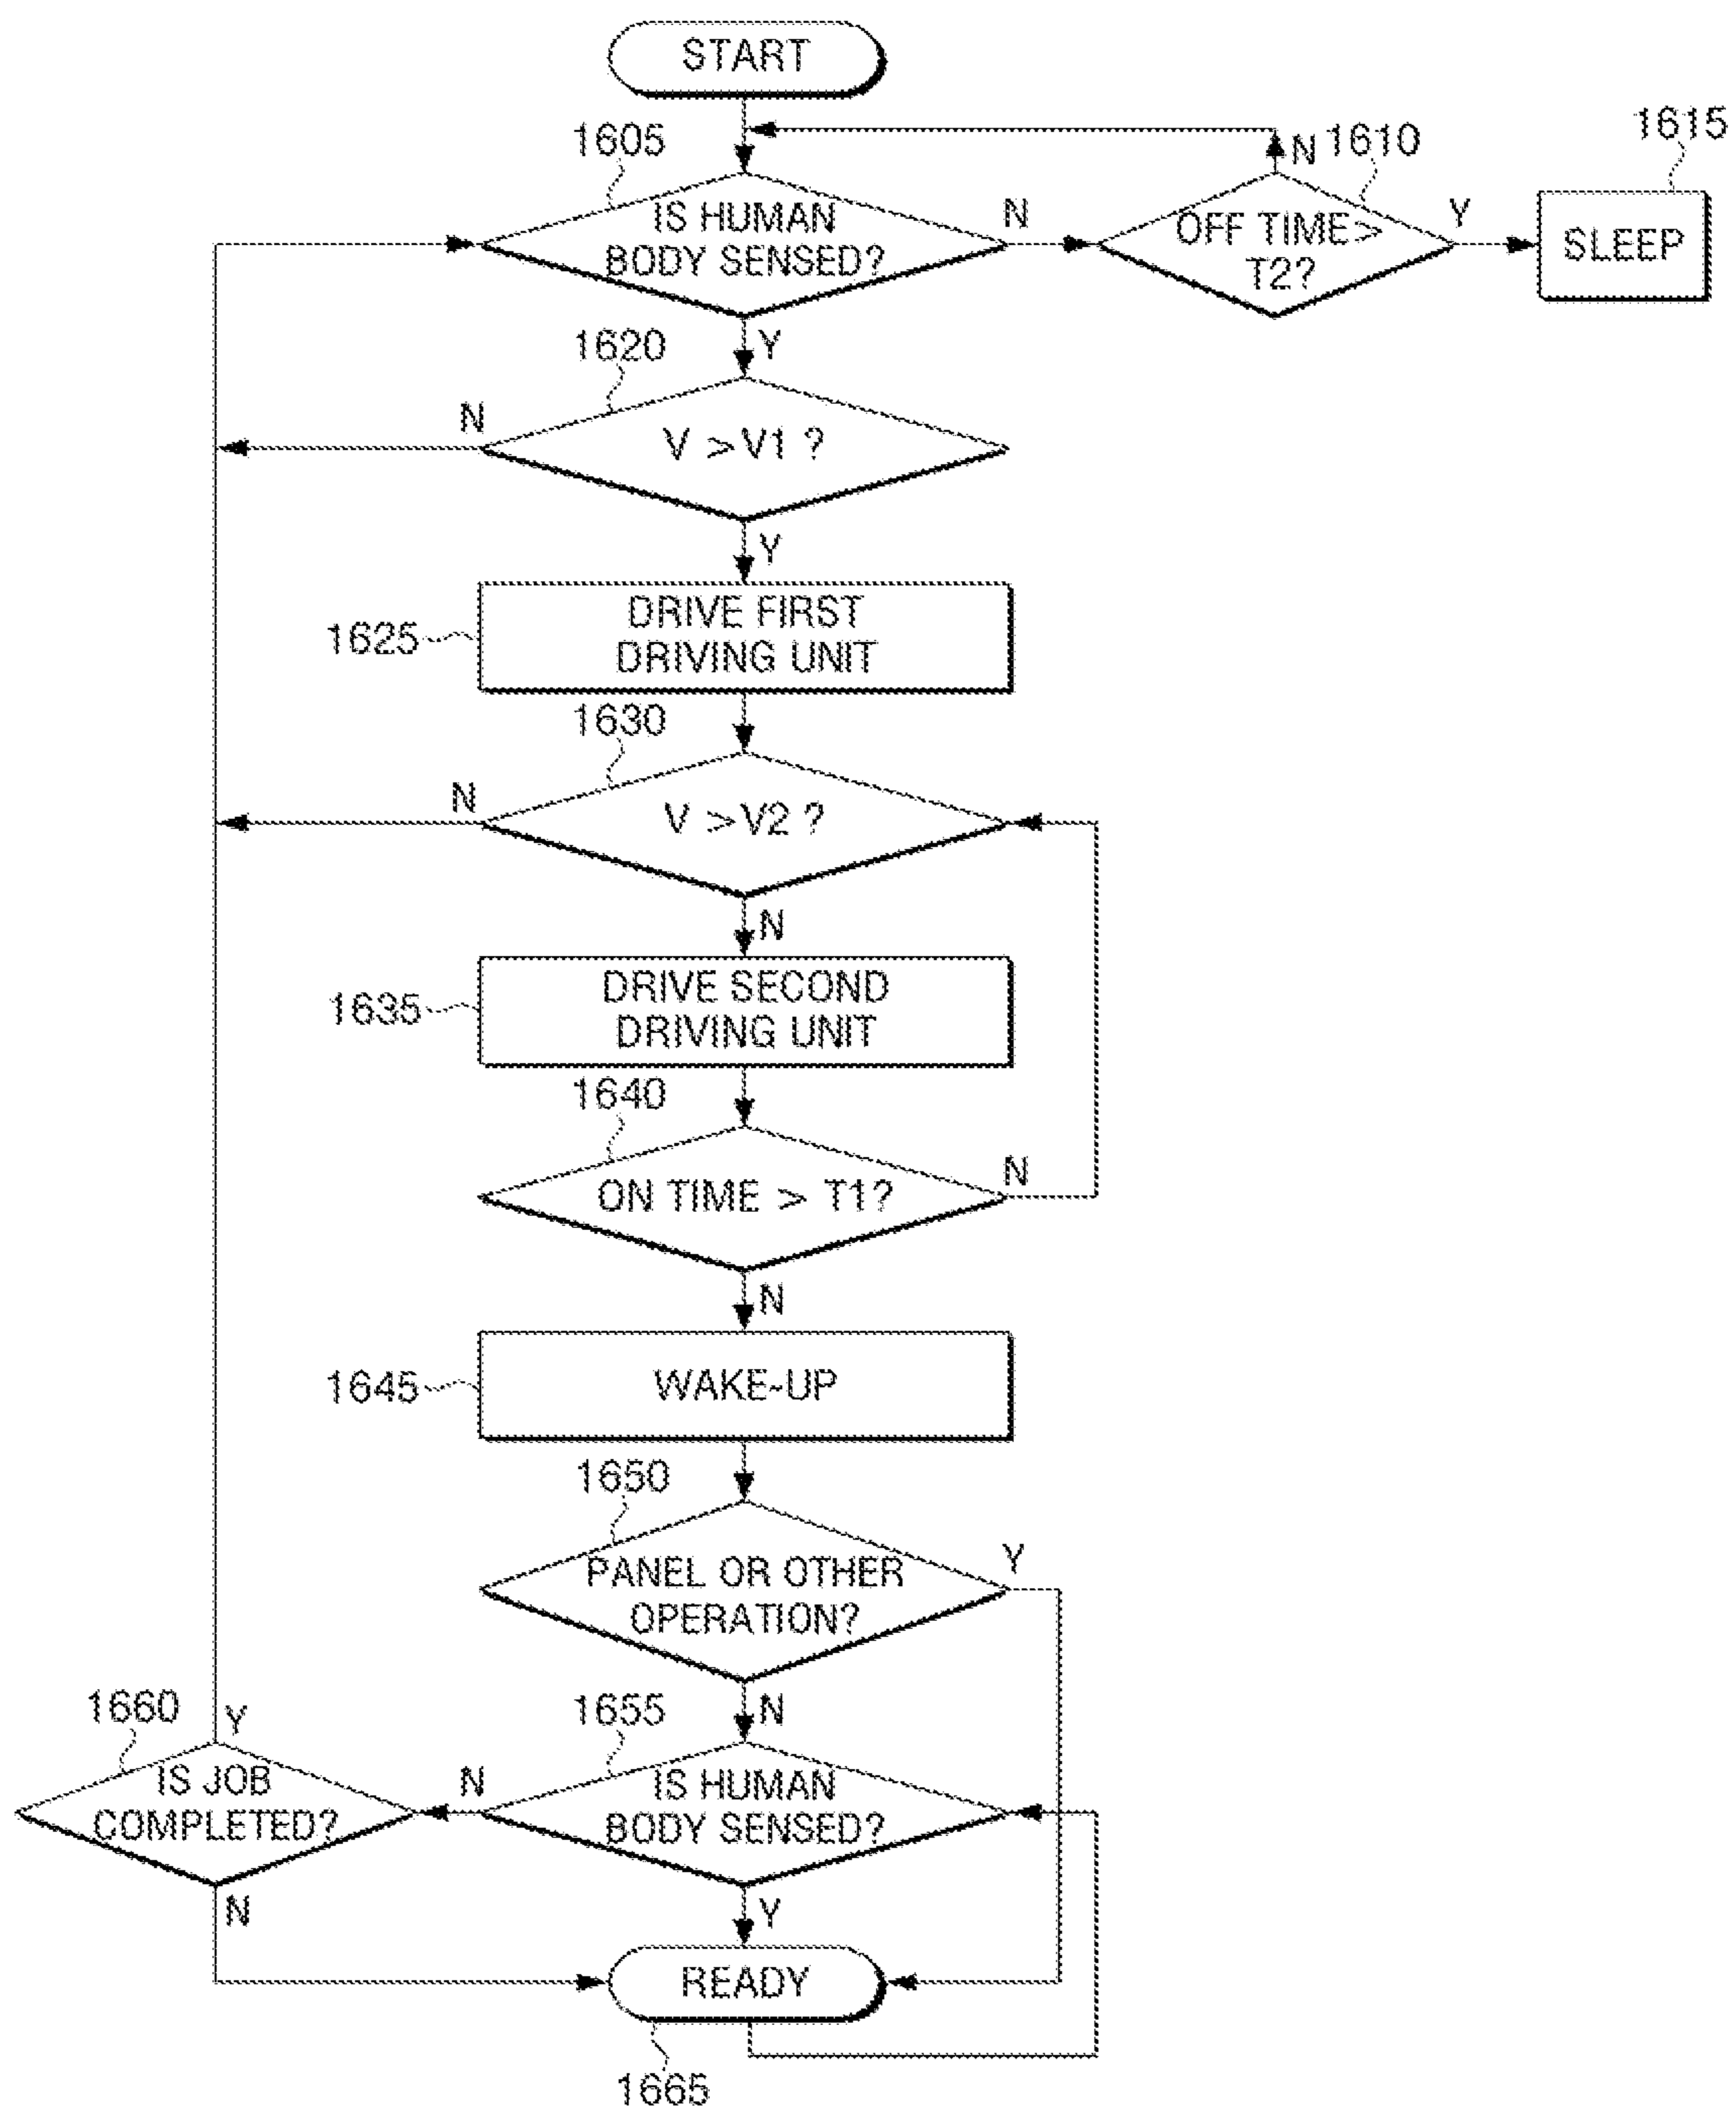 START
1605
N
1610
1615
IS HUMAN
BODY SENSED?
N
OFF TIME>
T2?
Y
SLEEP
1620
Y
N
V >V1 ?
Y
1625
DRIVE FIRST
DRIVING UNIT
1630
N
V >V2 ?
N
1635
DRIVE SECOND
DRIVING UNIT
1640
ON TIME > T1?
N
N
1645
WAKE-UP
1650
PANEL OR OTHER
OPERATION?
Y
1660
Y
1655
N
IS JOB
COMPLETED?
N
IS HUMAN
BODY SENSED?
N
Y
READY
1665